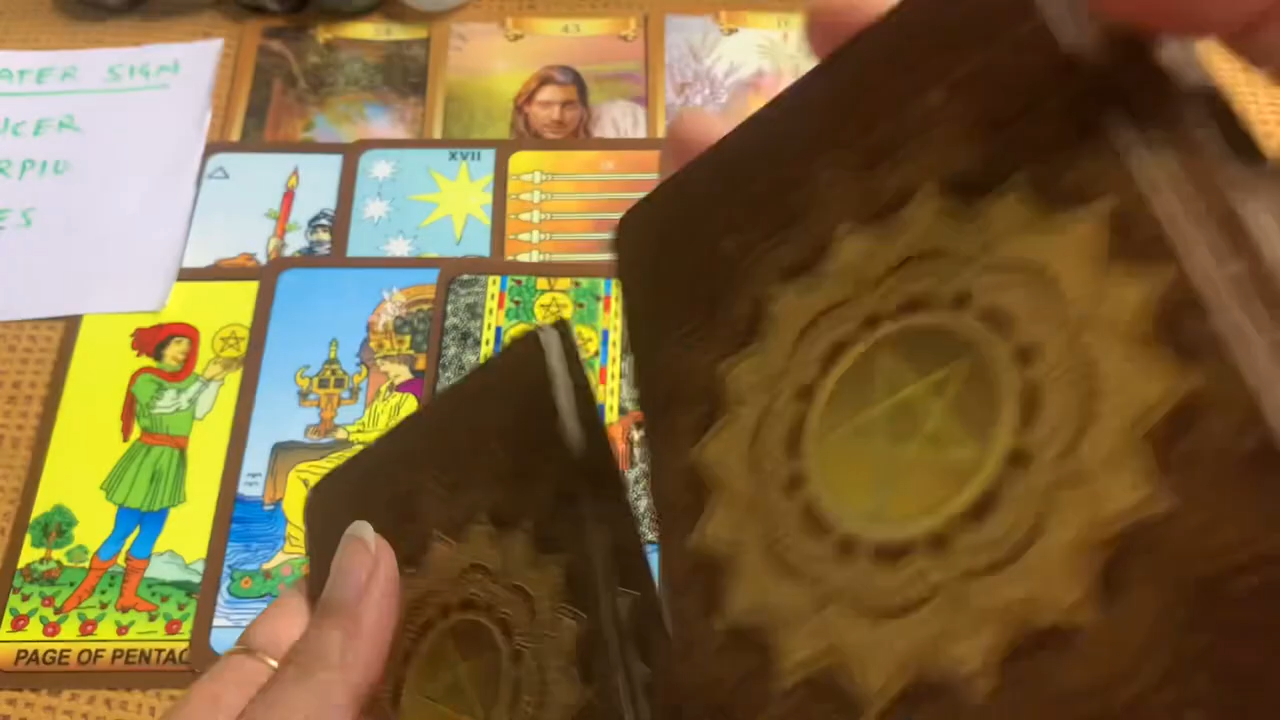 ATER SIGN
NCER
RPIO
ES
43
XVII
PAGE OF PENTAC